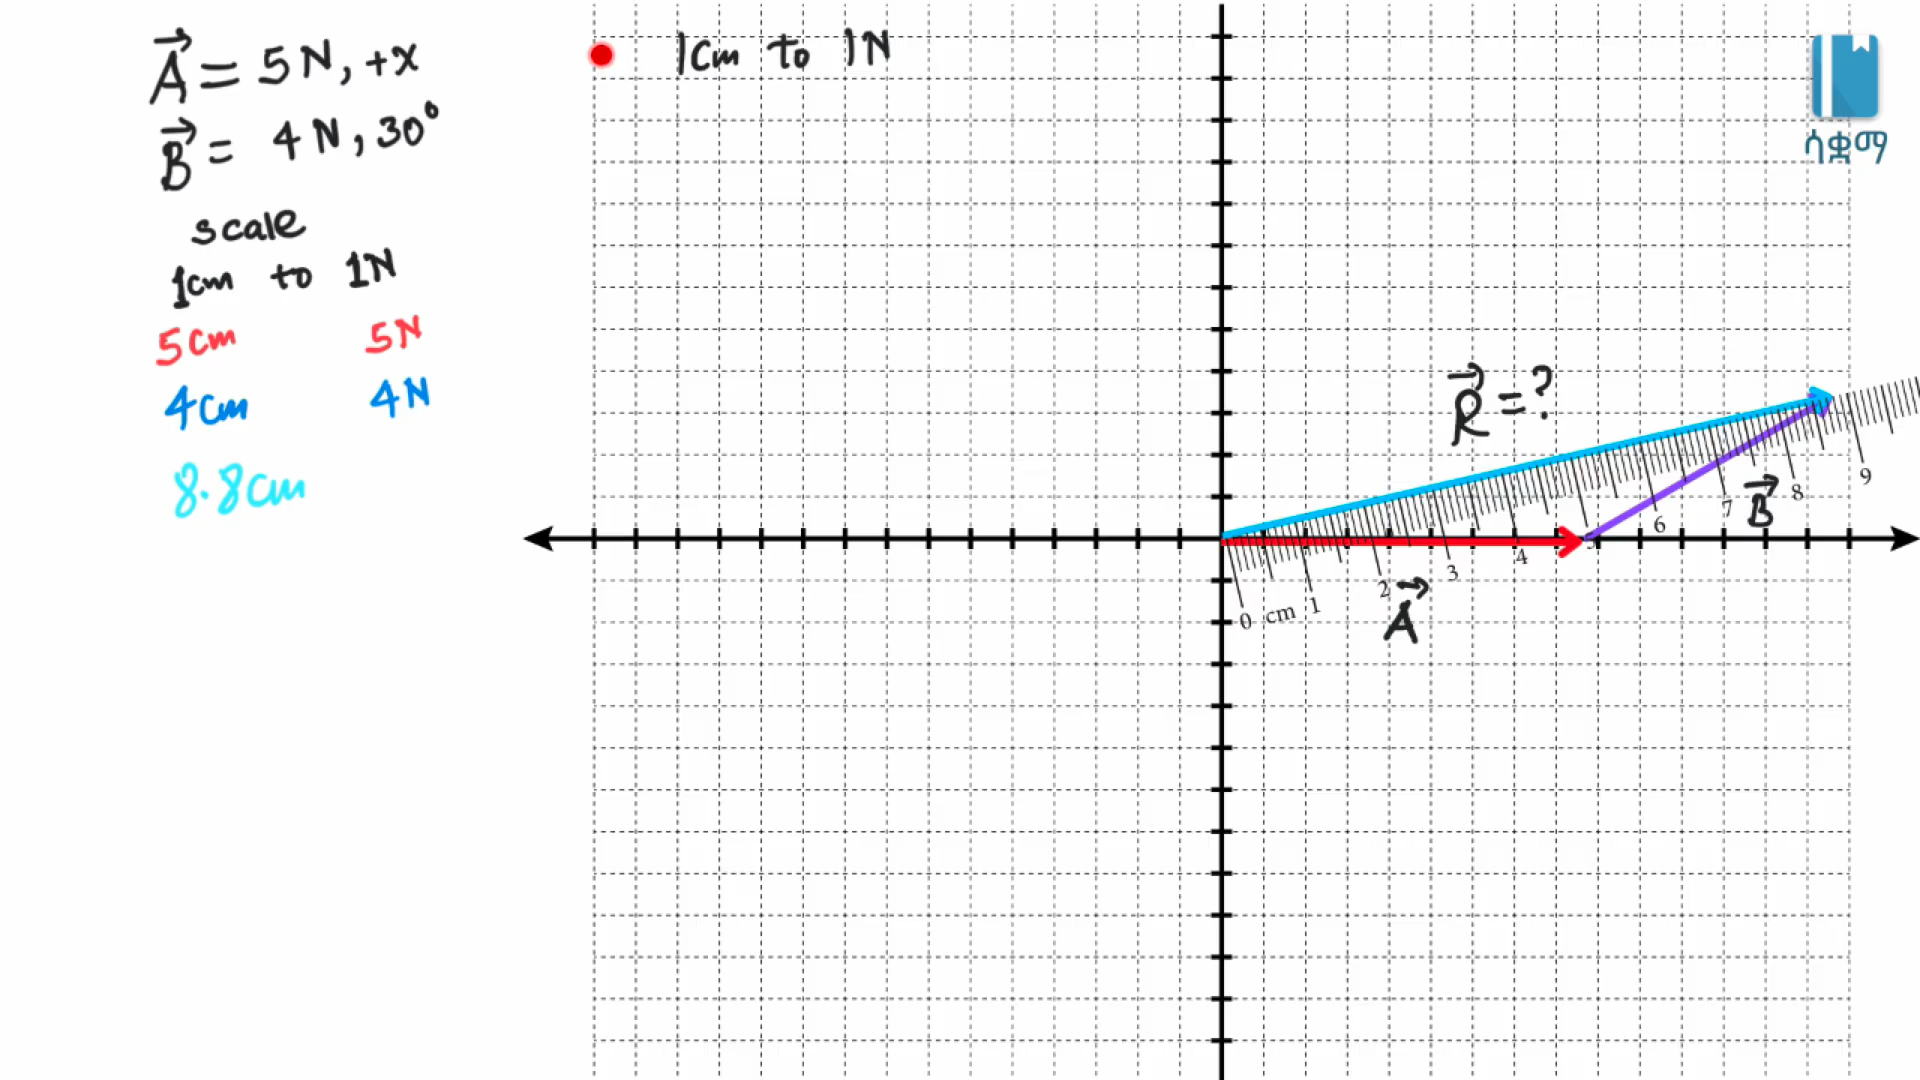 A⃗ = 5N, +x
B⃗ = 4N, 30°
scale
1cm to 1N
5cm 5N
4cm 4N
8.8cm
1cm to 1N
ሳቋማ
R⃗ = ?
B⃗
A⃗
0 cm 1 2 3 4 5 6 7 8 9